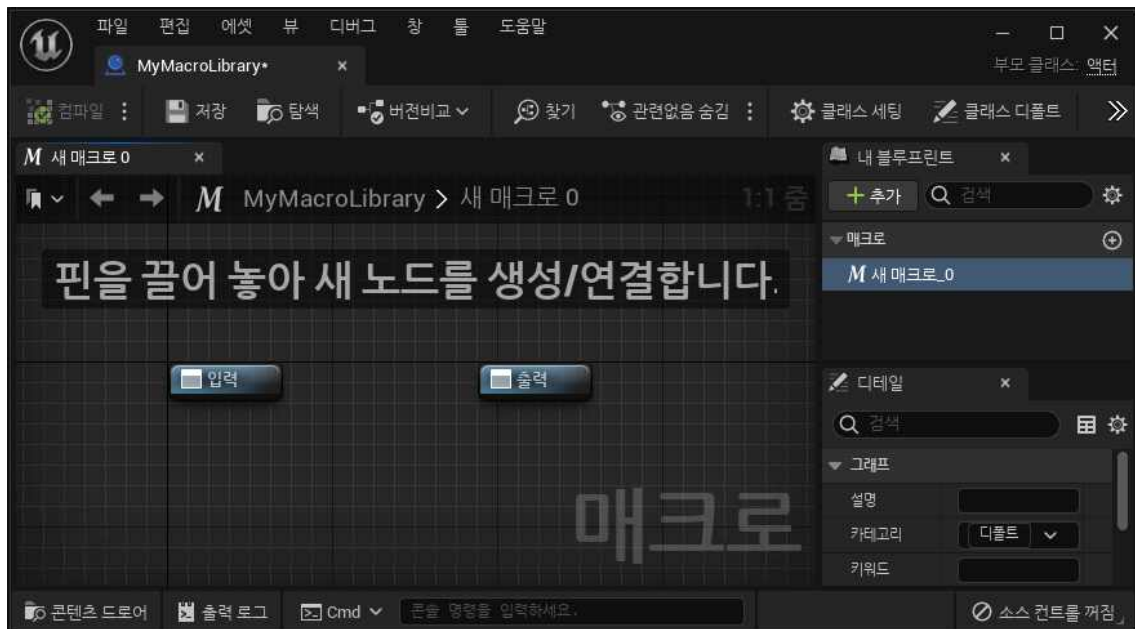 파일 편집 에셋 뷰 디버그 창 툴 도움말
MyMacroLibrary*
부모 클래스: 액터
컴파일 저장 탐색 버전비교 찾기 관련없음 숨김 클래스 세팅 클래스 디폴트
M 새 매크로 0
내 블루프린트
M MyMacroLibrary > 새 매크로 0 1:1 줌
추가 검색
매크로
M 새 매크로_0
핀을 끌어 놓아 새 노드를 생성/연결합니다.
입력
출력
디테일
검색
그래프
설명
카테고리 디폴트
키워드
매크로
콘텐츠 드로어 출력 로그 Cmd 콘솔 명령을 입력하세요. 소스 컨트롤 꺼짐